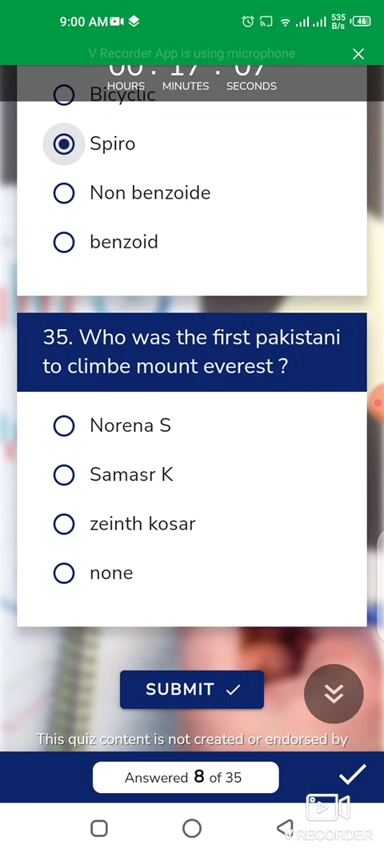 9:00 AM
535
B/s
46
V Recorder App is using microphone
00 : 17 : 07
HOURS MINUTES SECONDS
Bicyclic
Spiro
Non benzoide
benzoid
35. Who was the first pakistani
to climbe mount everest ?
Norena S
Samasr K
zeinth kosar
none
SUBMIT
This quiz content is not created or endorsed by
Answered 8 of 35
V RECORDER